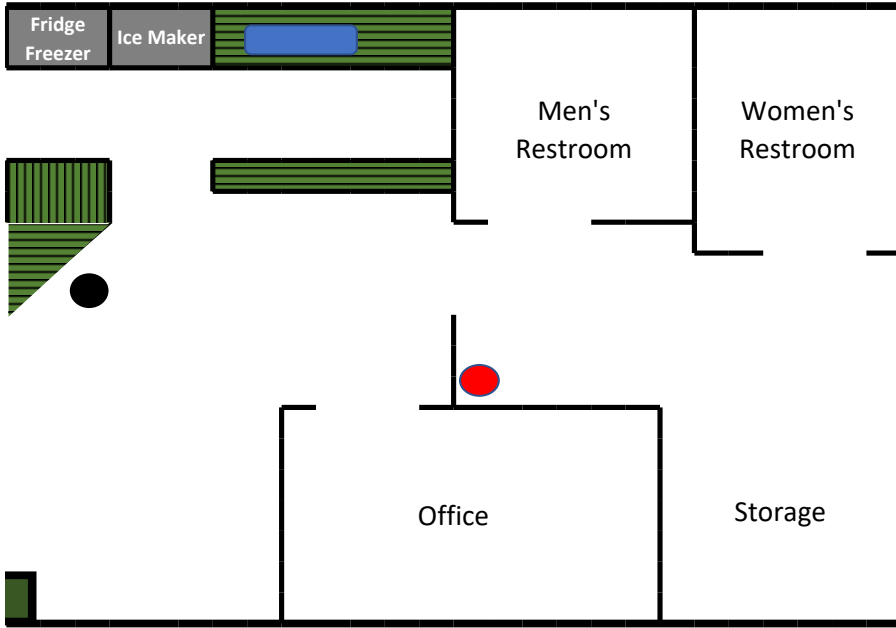 Fridge
Freezer
Ice Maker
Men's
Restroom
Women's
Restroom
Office
Storage